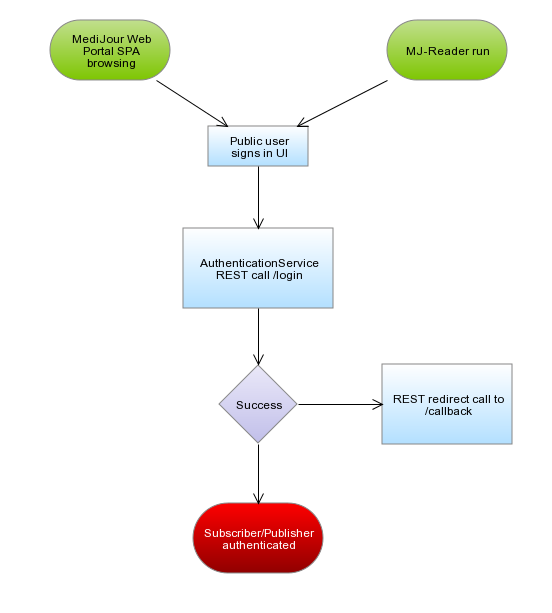 MediJour Web
Portal SPA
browsing
MJ-Reader run
Public user
signs in UI
AuthenticationService
REST call /login
Success
REST redirect call to
/callback
Subscriber/Publisher
authenticated